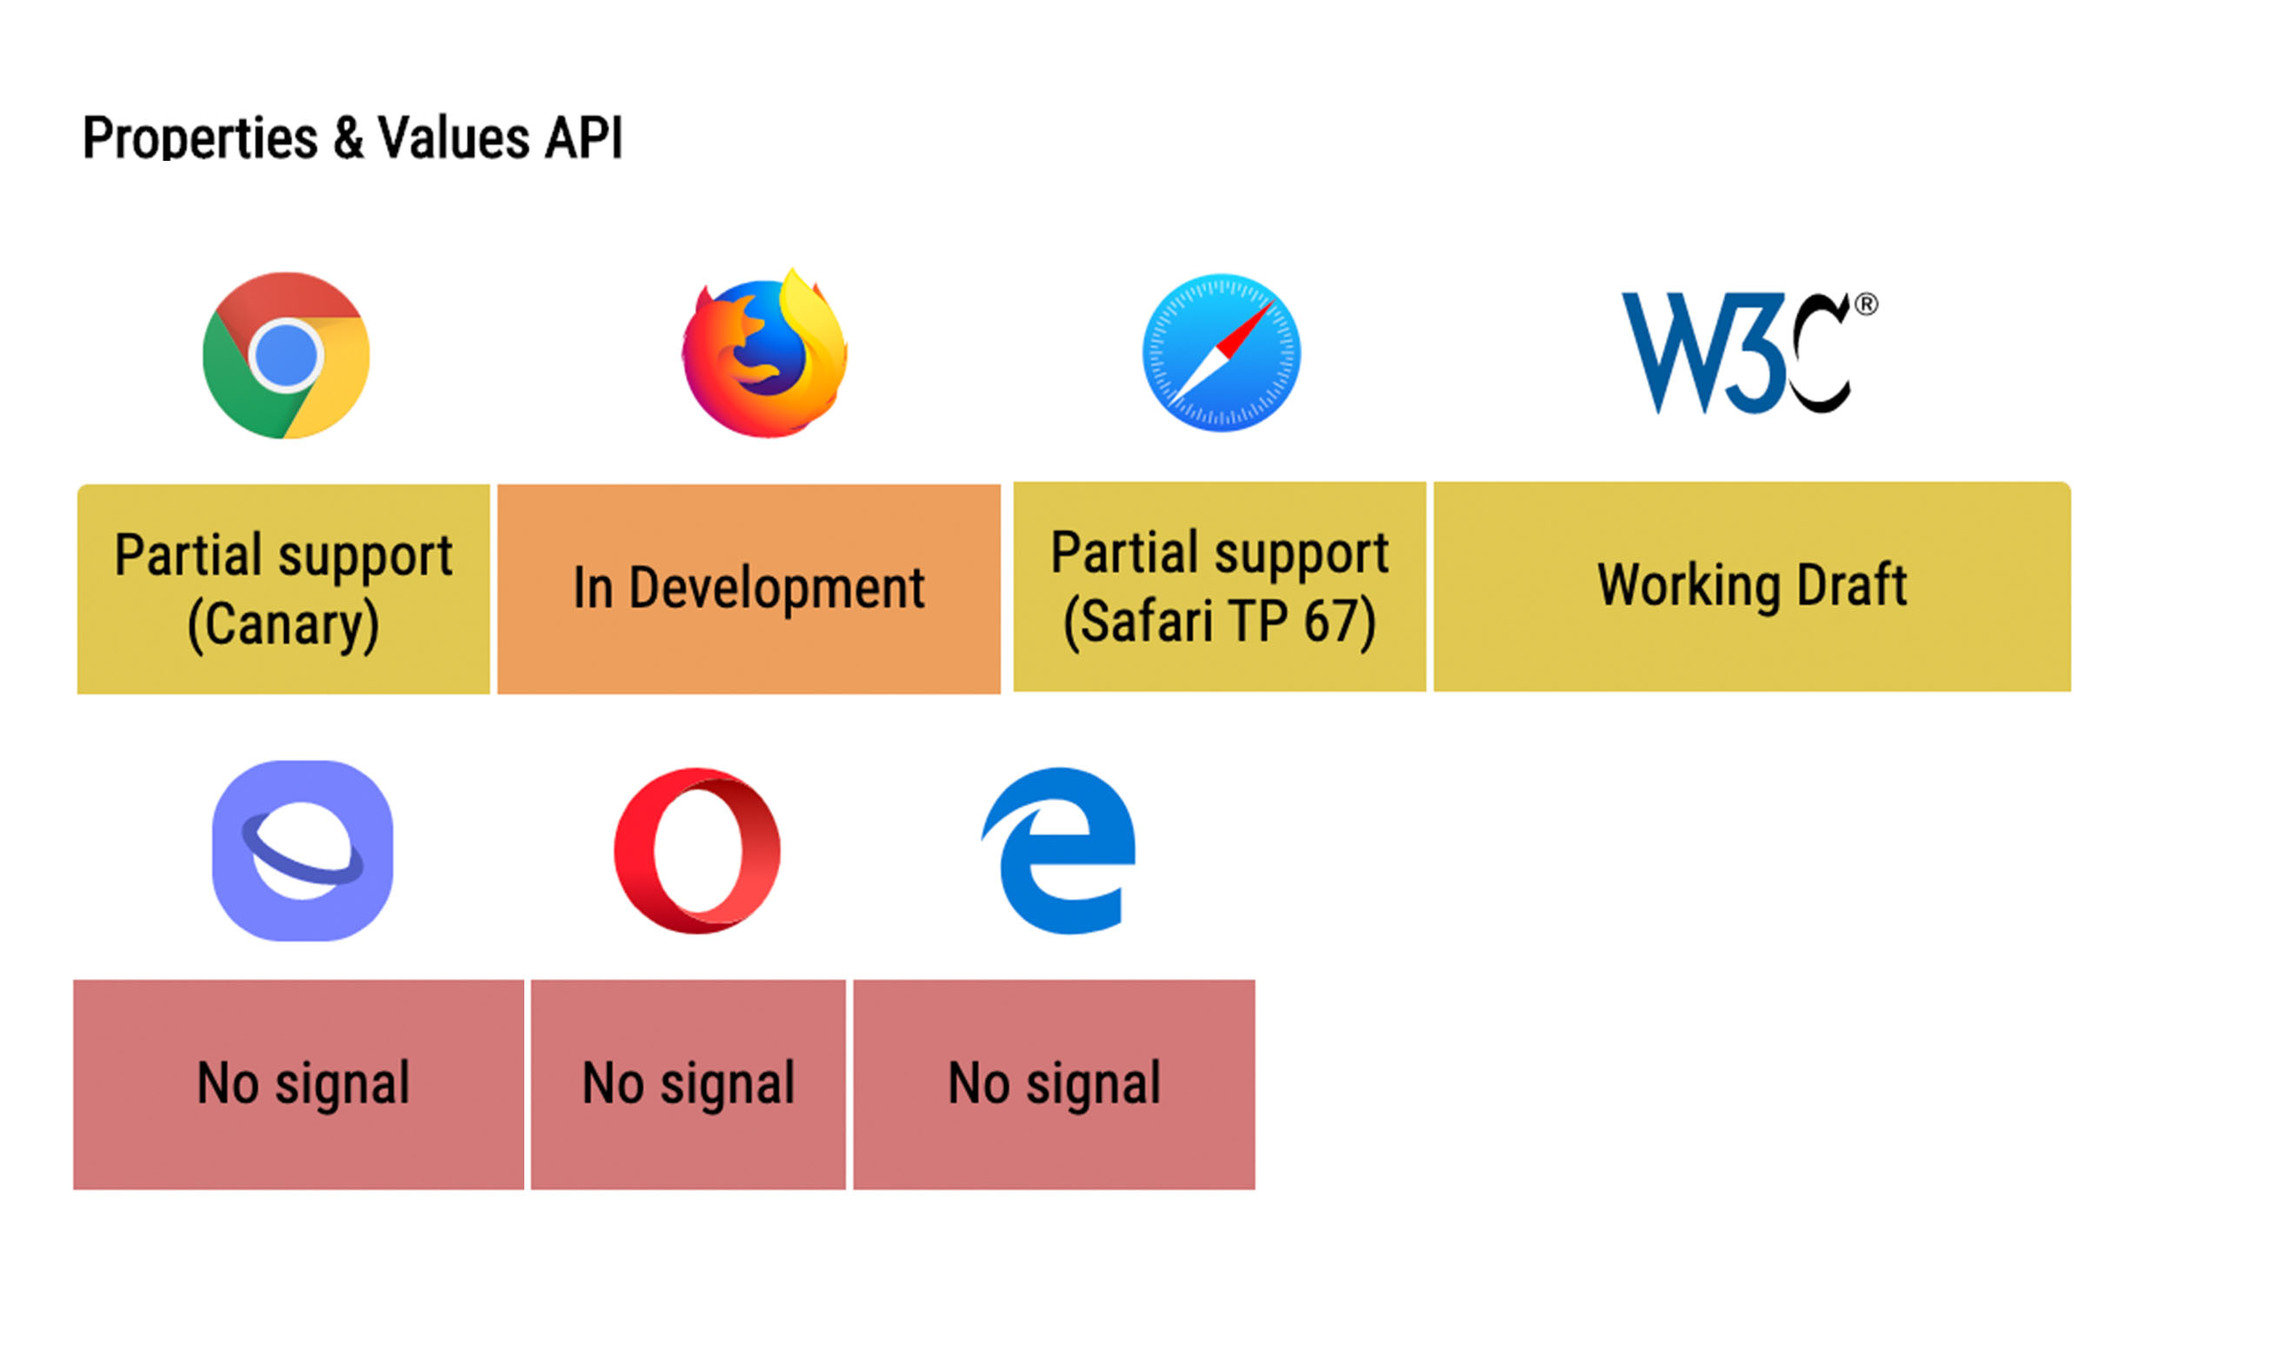 Properties & Values API
W3C®
Partial support
(Canary)
In Development
Partial support
(Safari TP 67)
Working Draft
No signal
No signal
No signal